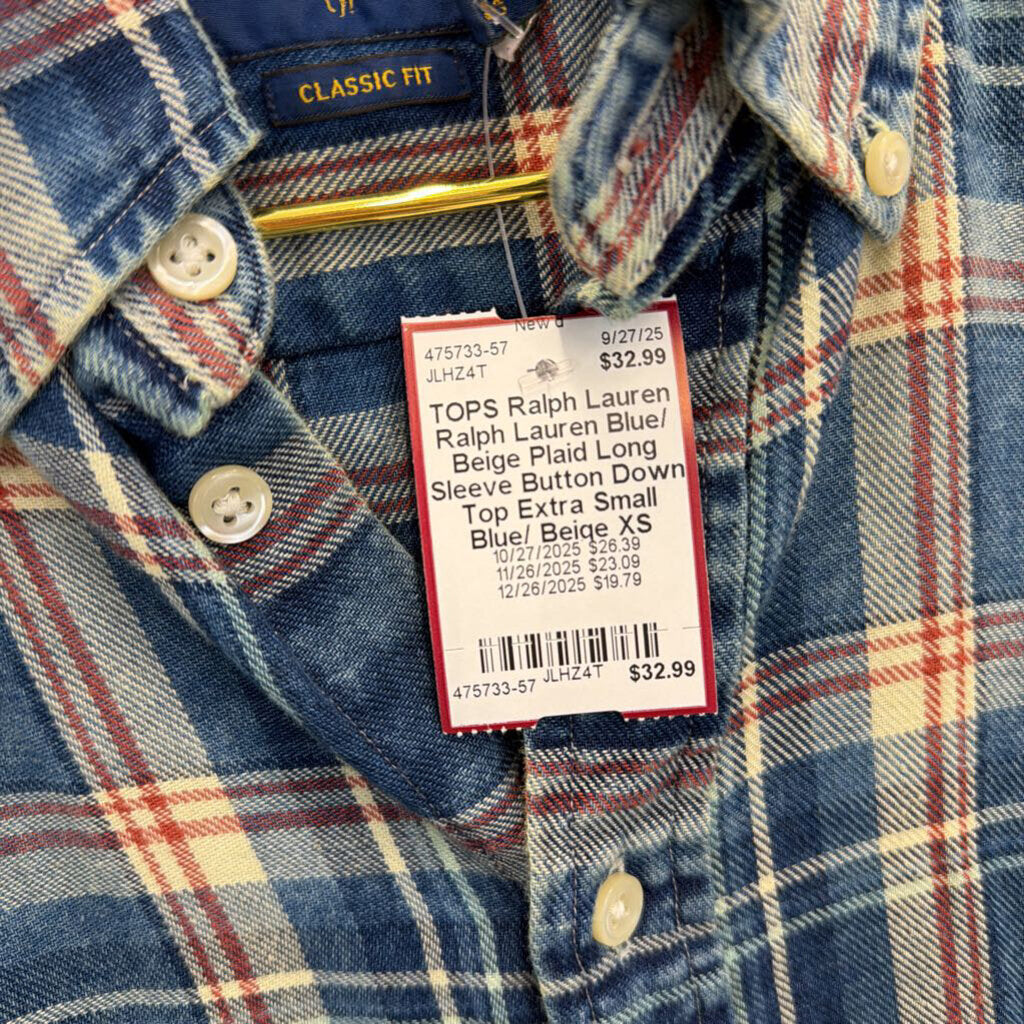 CLASSIC FIT
475733-57
9/27/25
JLHZ4T
$32.99
TOPS Ralph Lauren
Ralph Lauren Blue/
Beige Plaid Long
Sleeve Button Down
Top Extra Small
Blue/ Beige XS
10/27/2025 $26.39
11/26/2025 $23.09
12/26/2025 $19.79
475733-57 JLHZ4T $32.99